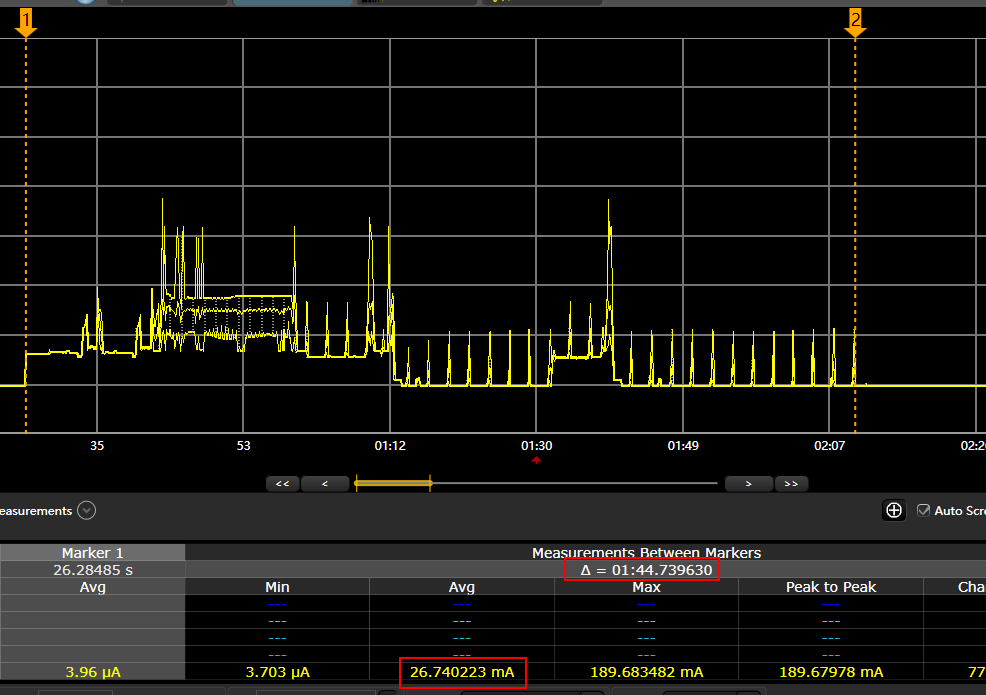 1 2
35 53 01:12 01:30 01:49 02:07 02:2
<< < > >>
easurements Auto Scr
Marker 1 Measurements Between Markers
26.28485 s Δ = 01:44.739630
Avg Min Avg Max Peak to Peak Cha
--- --- --- ---
--- --- --- ---
--- --- --- ---
--- --- --- ---
3.96 µA 3.703 µA 26.740223 mA 189.683482 mA 189.67978 mA 77